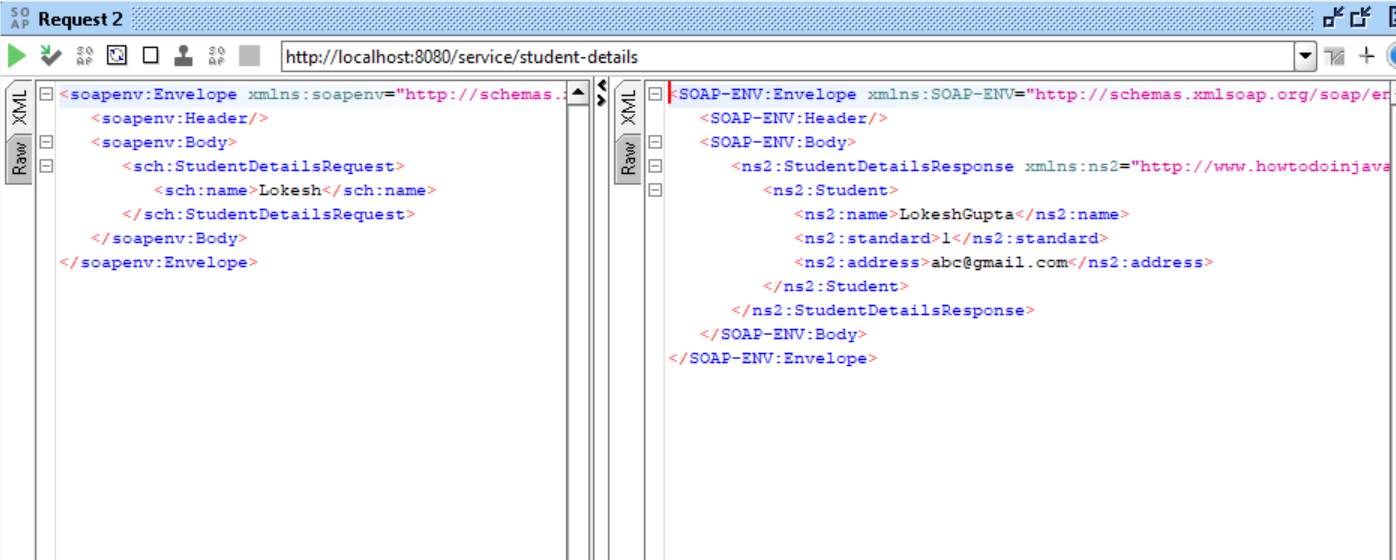 SO AP Request 2
http://localhost:8080/service/student-details
XML
Raw
<soapenv:Envelope xmlns:soapenv="http://schemas.
<soapenv:Header/>
<soapenv:Body>
<sch:StudentDetailsRequest>
<sch:name>Lokesh</sch:name>
</sch:StudentDetailsRequest>
</soapenv:Body>
</soapenv:Envelope>
XML
Raw
<SOAP-ENV:Envelope xmlns:SOAP-ENV="http://schemas.xmlsoap.org/soap/en
<SOAP-ENV:Header/>
<SOAP-ENV:Body>
<ns2:StudentDetailsResponse xmlns:ns2="http://www.howtodoinjava
<ns2:Student>
<ns2:name>LokeshGupta</ns2:name>
<ns2:standard>1</ns2:standard>
<ns2:address>abc@gmail.com</ns2:address>
</ns2:Student>
</ns2:StudentDetailsResponse>
</SOAP-ENV:Body>
</SOAP-ENV:Envelope>